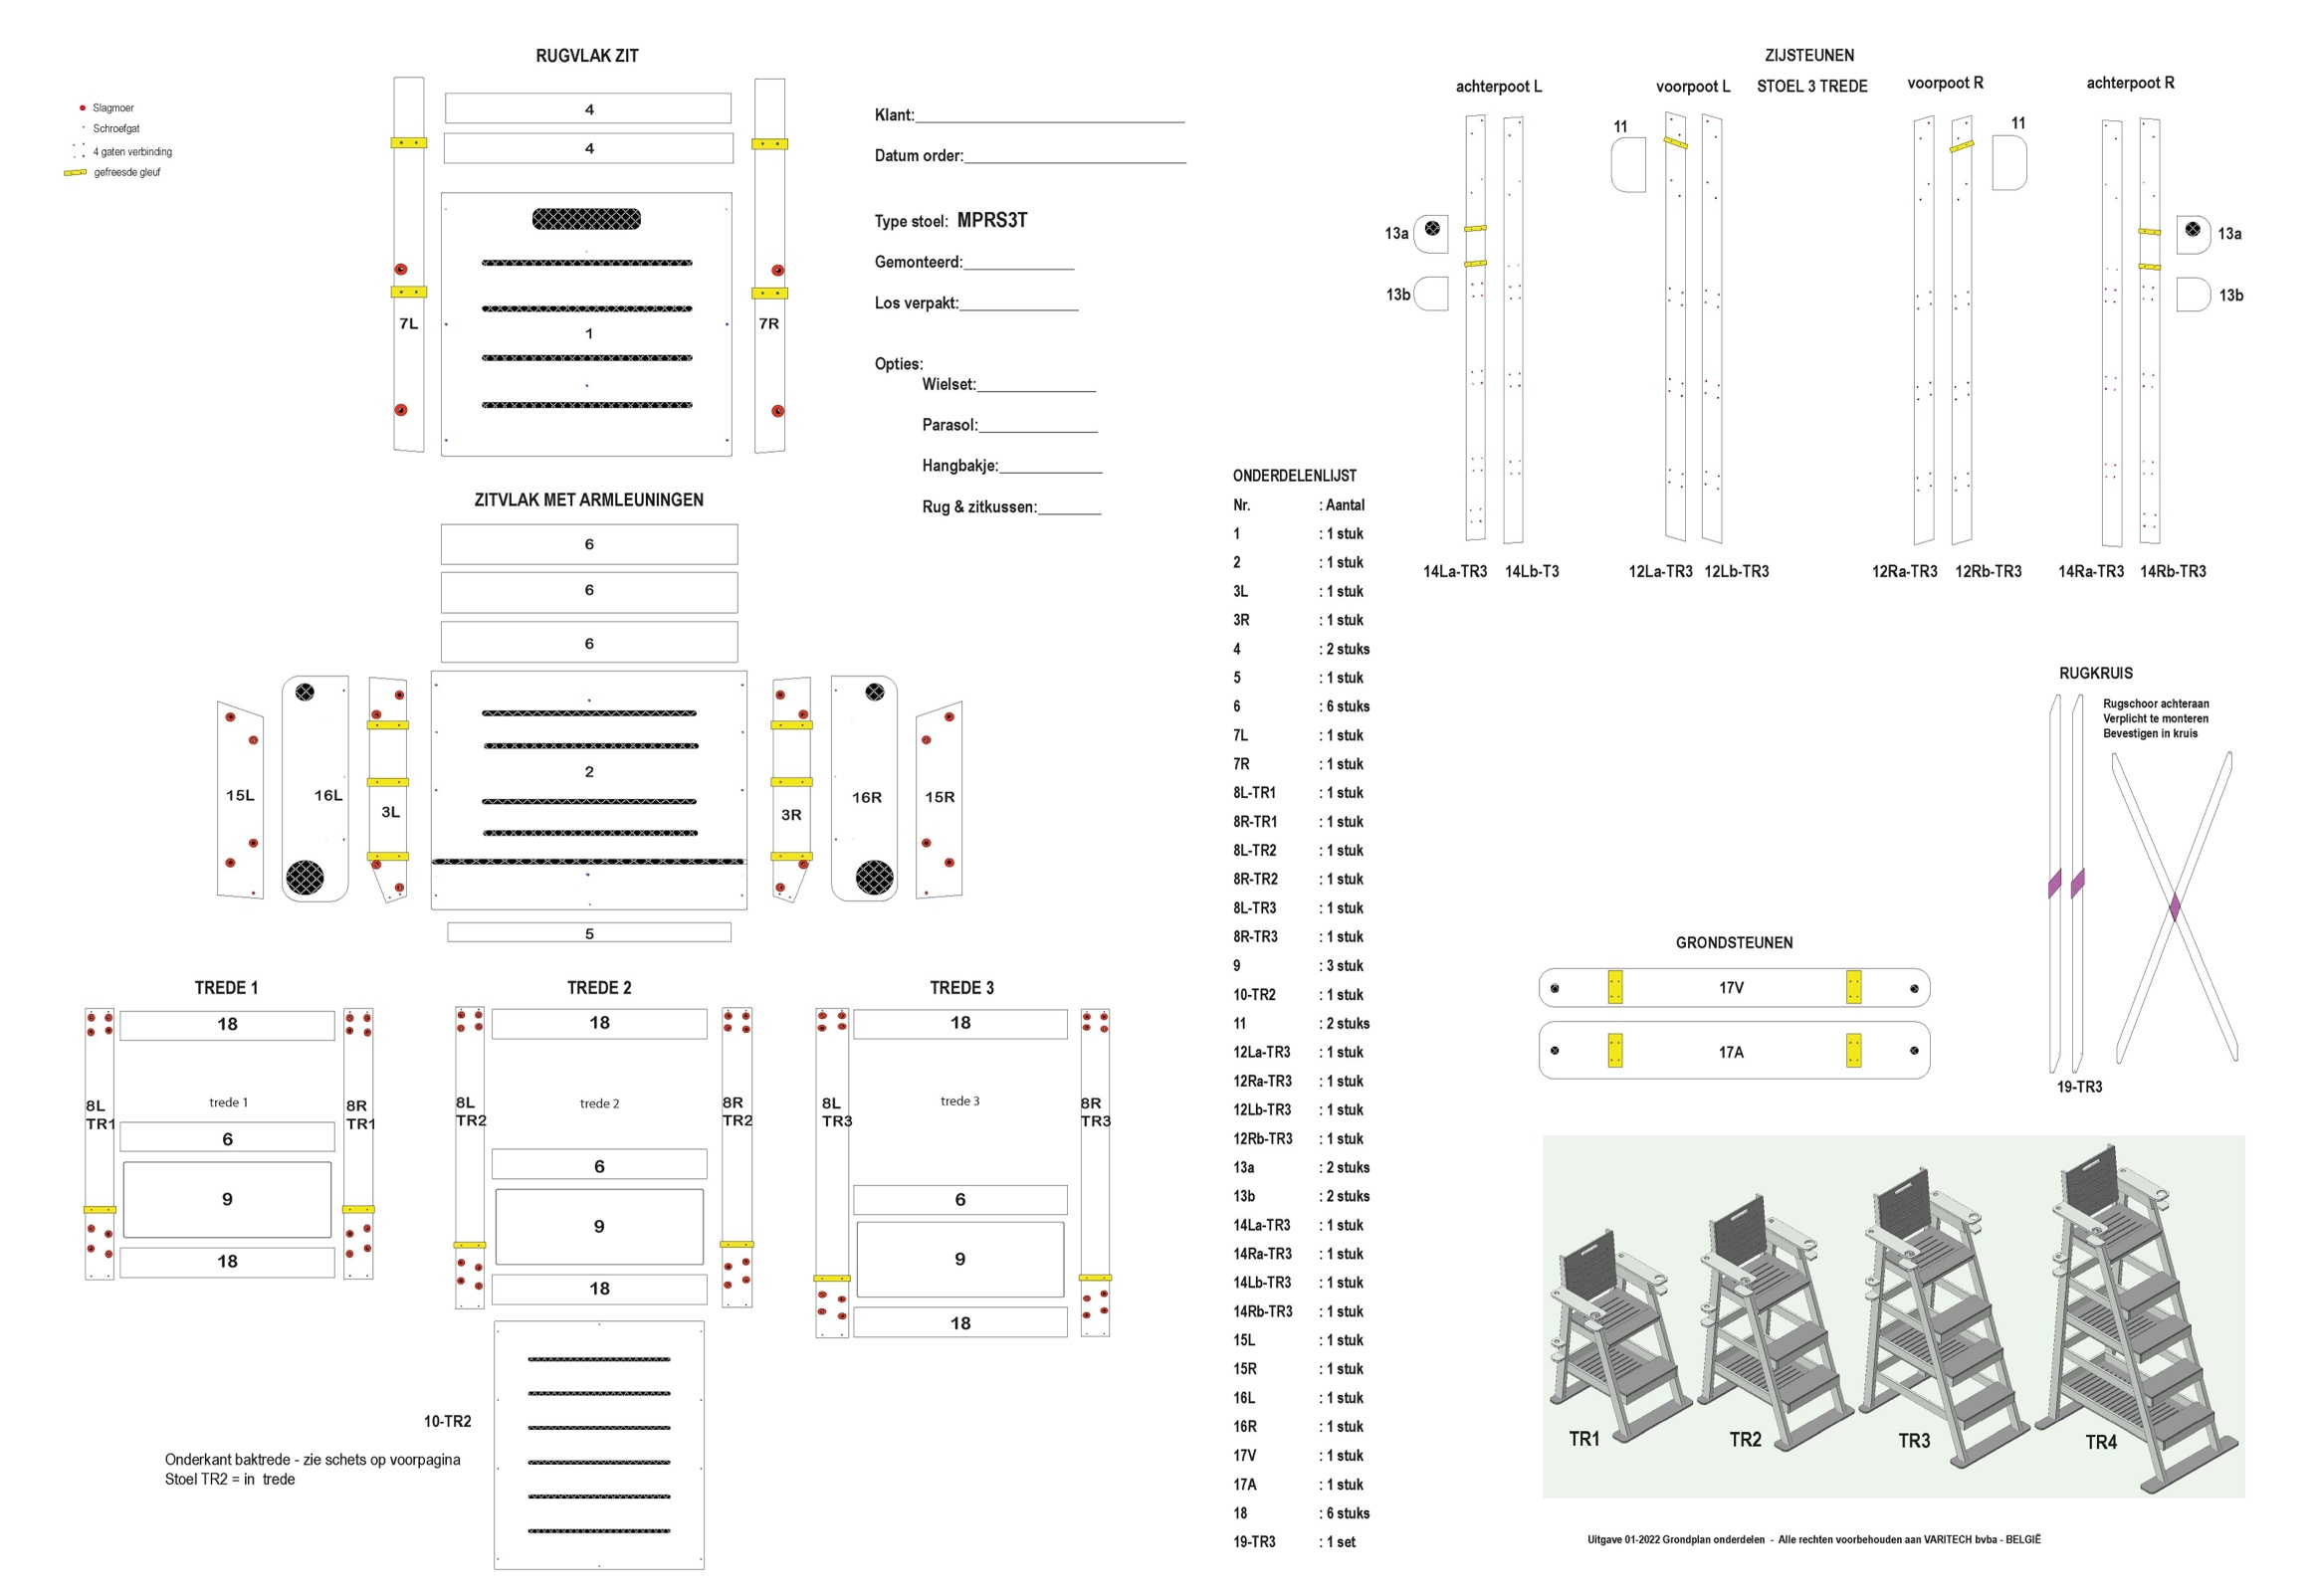 RUGVLAK ZIT
Slagmoer
Schroefgat
4 gaten verbinding
gefreesde gleuf
4
4
7L
1
7R
Klant:
Datum order:
Type stoel: MPRS3T
Gemonteerd:
Los verpakt:
Opties:
Wielset:
Parasol:
Hangbakje:
Rug & zitkussen:
ZIJSTEUNEN
STOEL 3 TREDE
achterpoot L
voorpoot L
voorpoot R
achterpoot R
11
11
13a
13b
13a
13b
14La-TR3
14Lb-T3
12La-TR3
12Lb-TR3
12Ra-TR3
12Rb-TR3
14Ra-TR3
14Rb-TR3
ZITVLAK MET ARMLEUNINGEN
6
6
6
15L
16L
3L
2
3R
16R
15R
5
TREDE 1
18
8L
TR1
trede 1
8R
TR1
6
9
18
TREDE 2
18
8L
TR2
trede 2
8R
TR2
6
9
18
TREDE 3
18
8L
TR3
trede 3
8R
TR3
6
9
18
10-TR2
Onderkant baktrede - zie schets op voorpagina
Stoel TR2 = in trede
ONDERDELENLIJST
Nr. : Aantal
1 : 1 stuk
2 : 1 stuk
3L : 1 stuk
3R : 1 stuk
4 : 2 stuks
5 : 1 stuk
6 : 6 stuks
7L : 1 stuk
7R : 1 stuk
8L-TR1 : 1 stuk
8R-TR1 : 1 stuk
8L-TR2 : 1 stuk
8R-TR2 : 1 stuk
8L-TR3 : 1 stuk
8R-TR3 : 1 stuk
9 : 3 stuk
10-TR2 : 1 stuk
11 : 2 stuks
12La-TR3 : 1 stuk
12Ra-TR3 : 1 stuk
12Lb-TR3 : 1 stuk
12Rb-TR3 : 1 stuk
13a : 2 stuks
13b : 2 stuks
14La-TR3 : 1 stuk
14Ra-TR3 : 1 stuk
14Lb-TR3 : 1 stuk
14Rb-TR3 : 1 stuk
15L : 1 stuk
15R : 1 stuk
16L : 1 stuk
16R : 1 stuk
17V : 1 stuk
17A : 1 stuk
18 : 6 stuks
19-TR3 : 1 set
RUGKRUIS
Rugschoor achteraan
Verplicht te monteren
Bevestigen in kruis
19-TR3
GRONDSTEUNEN
17V
17A
TR1
TR2
TR3
TR4
Uitgave 01-2022 Grondplan onderdelen - Alle rechten voorbehouden aan VARITECH bvba - BELGIË